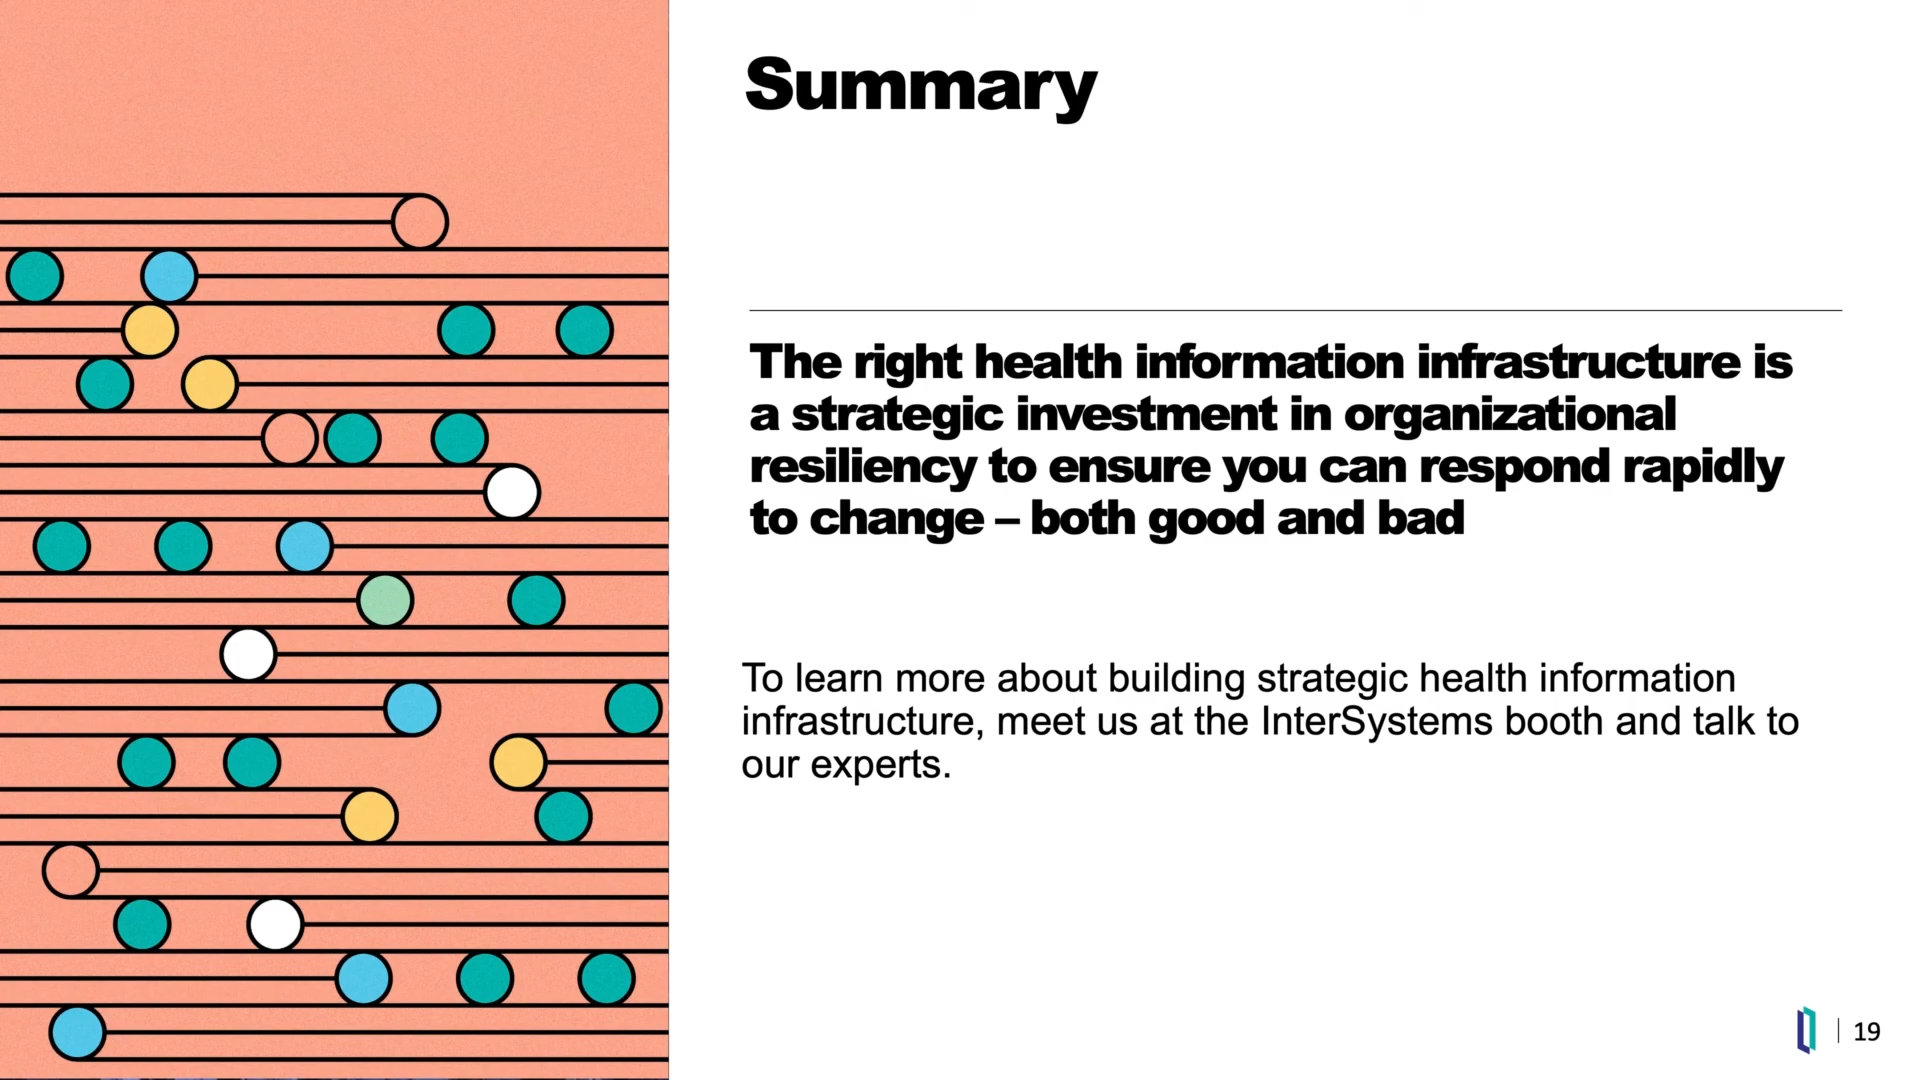 Summary
The right health information infrastructure is
a strategic investment in organizational
resiliency to ensure you can respond rapidly
to change – both good and bad
To learn more about building strategic health information
infrastructure, meet us at the InterSystems booth and talk to
our experts.
19